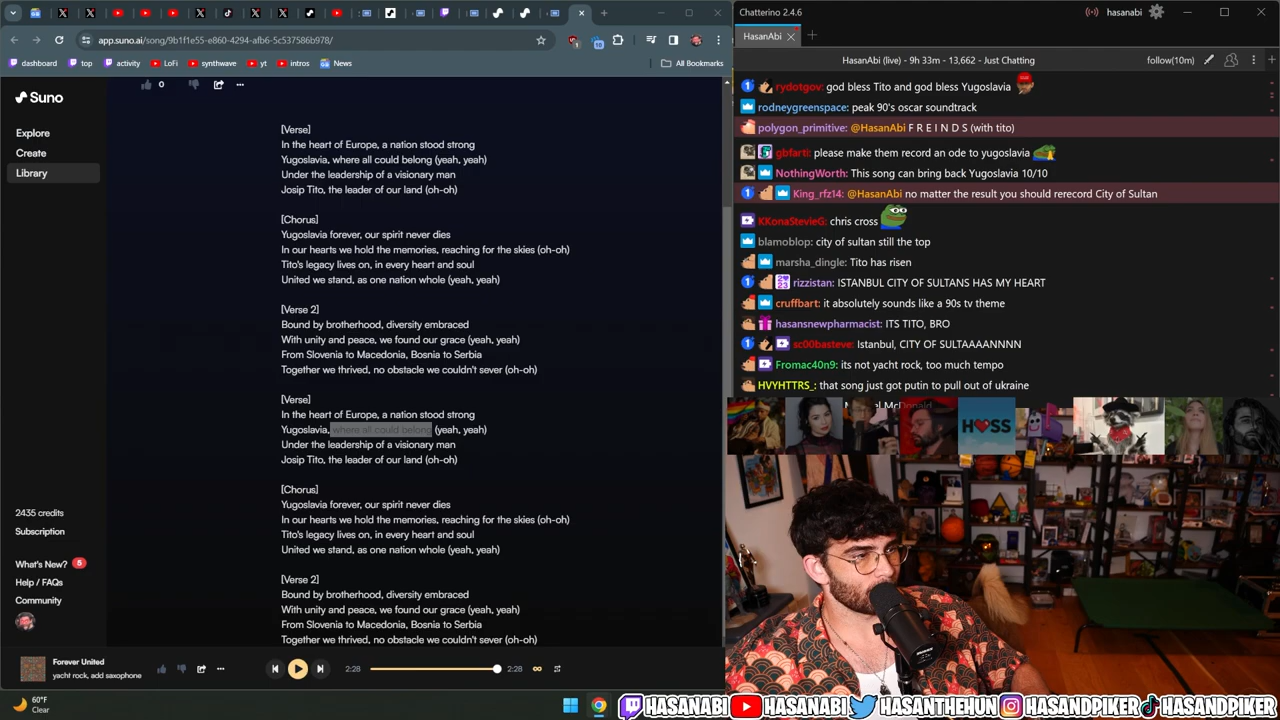 Chatterino 2.4.6
hasanabi
app.suno.ai/song/9b1f1e55-e860-4294-afb6-5c537586b978/
HasanAbi
dashboard
top
activity
LoFi
synthwave
yt
intros
News
All Bookmarks
HasanAbi (live) - 9h 33m - 13,662 - Just Chatting
follow(10m)
0
Suno
Explore
Create
Library
2435 credits
Subscription
What's New?
Help / FAQs
Community
[Verse]
In the heart of Europe, a nation stood strong
Yugoslavia, where all could belong (yeah, yeah)
Under the leadership of a visionary man
Josip Tito, the leader of our land (oh-oh)
[Chorus]
Yugoslavia forever, our spirit never dies
In our hearts we hold the memories, reaching for the skies (oh-oh)
Tito's legacy lives on, in every heart and soul
United we stand, as one nation whole (yeah, yeah)
[Verse 2]
Bound by brotherhood, diversity embraced
With unity and peace, we found our grace (yeah, yeah)
From Slovenia to Macedonia, Bosnia to Serbia
Together we thrived, no obstacle we couldn't sever (oh-oh)
[Verse]
In the heart of Europe, a nation stood strong
Yugoslavia, where all could belong (yeah, yeah)
Under the leadership of a visionary man
Josip Tito, the leader of our land (oh-oh)
[Chorus]
Yugoslavia forever, our spirit never dies
In our hearts we hold the memories, reaching for the skies (oh-oh)
Tito's legacy lives on, in every heart and soul
United we stand, as one nation whole (yeah, yeah)
[Verse 2]
Bound by brotherhood, diversity embraced
With unity and peace, we found our grace (yeah, yeah)
From Slovenia to Macedonia, Bosnia to Serbia
Together we thrived, no obstacle we couldn't sever (oh-oh)
rydotgov: god bless Tito and god bless Yugoslavia
rodneygreenspace: peak 90's oscar soundtrack
polygon_primitive: @HasanAbi F R E I N D S (with tito)
gbfarti: please make them record an ode to yugoslavia
NothingWorth: This song can bring back Yugoslavia 10/10
King_rfz14: @HasanAbi no matter the result you should rerecord City of Sultan
KKonaStevieG: chris cross
blamoblop: city of sultan still the top
marsha_dingle: Tito has risen
rizzistan: ISTANBUL CITY OF SULTANS HAS MY HEART
cruffbart: it absolutely sounds like a 90s tv theme
hasansnewpharmacist: ITS TITO, BRO
sc00basteve: Istanbul, CITY OF SULTAAAANNNN
Fromac40n9: its not yacht rock, too much tempo
HVYHTTRS_: that song just got putin to pull out of ukraine
McDonald
HOSS
Forever United
yacht rock, add saxophone
2:28
2:28
60°F
Clear
HASANABI
HASANABI
HASANTHEHUN
HASANDPIKER
HASANDPIKER